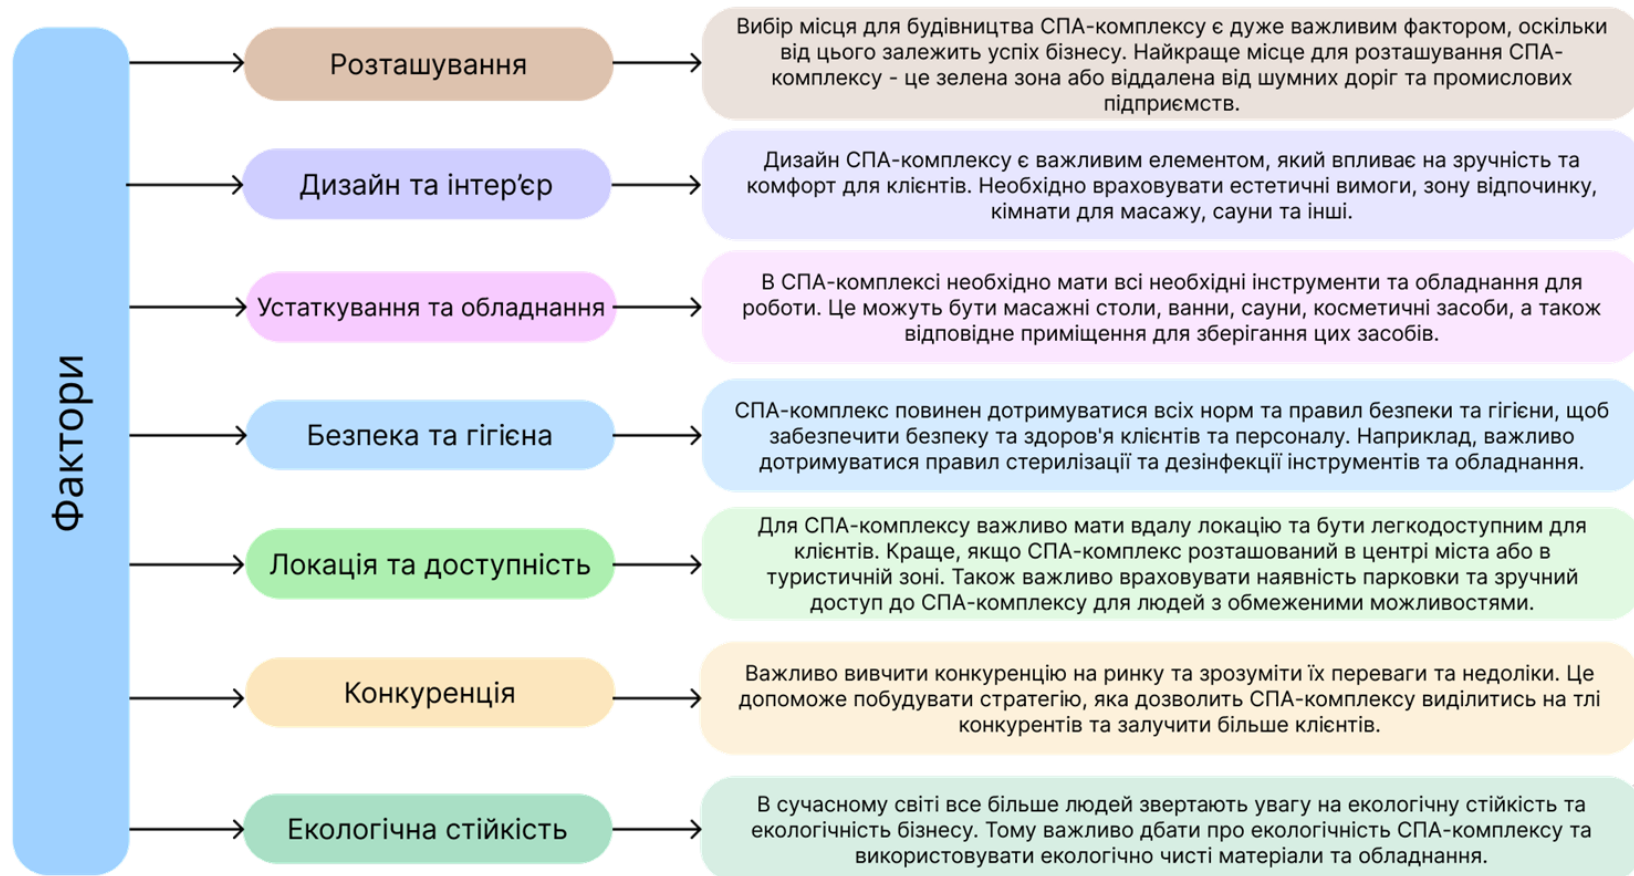 Фактори
Розташування
Вибір місця для будівництва СПА-комплексу є дуже важливим фактором, оскільки
від цього залежить успіх бізнесу. Найкраще місце для розташування СПА-
комплексу - це зелена зона або віддалена від шумних доріг та промислових
підприємств.
Дизайн та інтер’єр
Дизайн СПА-комплексу є важливим елементом, який впливає на зручність та
комфорт для клієнтів. Необхідно враховувати естетичні вимоги, зону відпочинку,
кімнати для масажу, сауни та інші.
Устаткування та обладнання
В СПА-комплексі необхідно мати всі необхідні інструменти та обладнання для
роботи. Це можуть бути масажні столи, ванни, сауни, косметичні засоби, а також
відповідне приміщення для зберігання цих засобів.
Безпека та гігієна
СПА-комплекс повинен дотримуватися всіх норм та правил безпеки та гігієни, щоб
забезпечити безпеку та здоров'я клієнтів та персоналу. Наприклад, важливо
дотримуватися правил стерилізації та дезінфекції інструментів та обладнання.
Локація та доступність
Для СПА-комплексу важливо мати вдалу локацію та бути легкодоступним для
клієнтів. Краще, якщо СПА-комплекс розташований в центрі міста або в
туристичній зоні. Також важливо враховувати наявність парковки та зручний
доступ до СПА-комплексу для людей з обмеженими можливостями.
Конкуренція
Важливо вивчити конкуренцію на ринку та зрозуміти їх переваги та недоліки. Це
допоможе побудувати стратегію, яка дозволить СПА-комплексу виділитись на тлі
конкурентів та залучити більше клієнтів.
Екологічна стійкість
В сучасному світі все більше людей звертають увагу на екологічну стійкість та
екологічність бізнесу. Тому важливо дбати про екологічність СПА-комплексу та
використовувати екологічно чисті матеріали та обладнання.